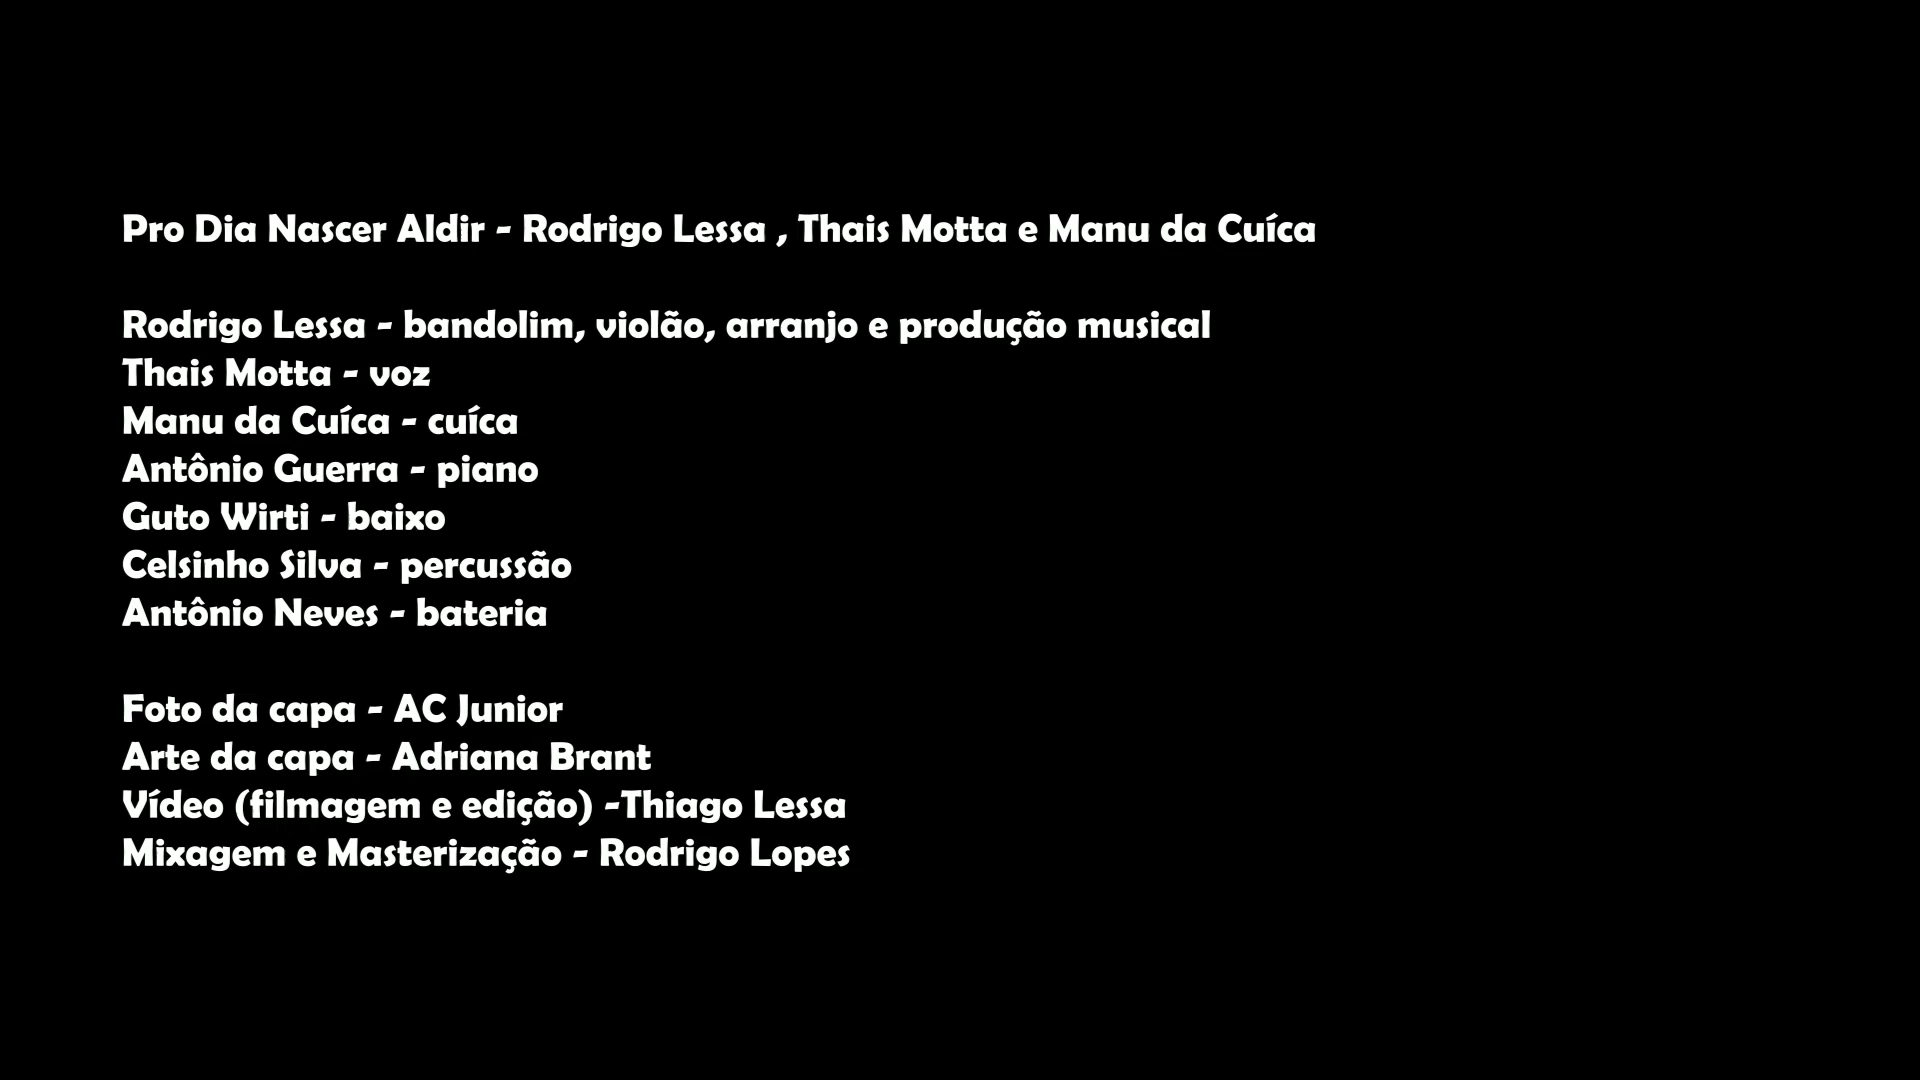 Pro Dia Nascer Aldir - Rodrigo Lessa , Thais Motta e Manu da Cuíca
Rodrigo Lessa - bandolim, violão, arranjo e produção musical
Thais Motta - voz
Manu da Cuíca - cuíca
Antônio Guerra - piano
Guto Wirti - baixo
Celsinho Silva - percussão
Antônio Neves - bateria
Foto da capa - AC Junior
Arte da capa - Adriana Brant
Vídeo (filmagem e edição) -Thiago Lessa
Mixagem e Masterização - Rodrigo Lopes